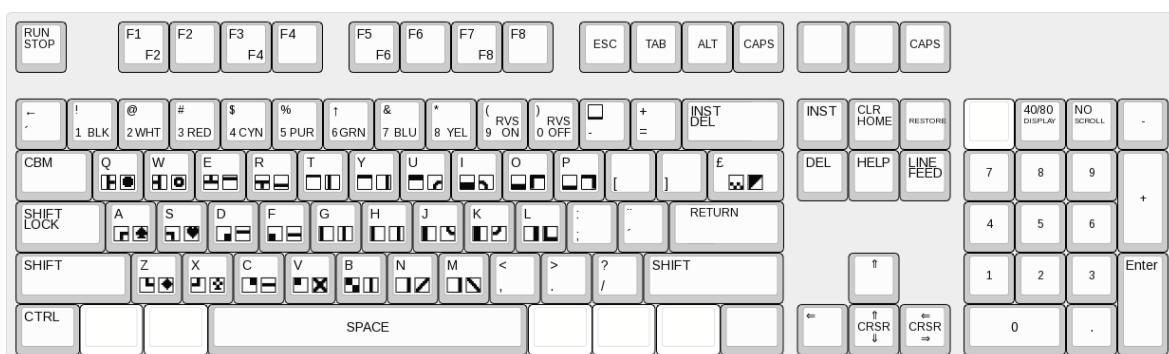 RUN STOP F1 F2 F2 F3 F4 F4 F5 F6 F6 F7 F8 F8 ESC TAB ALT CAPS CAPS
← ´ ! 1 BLK @ 2 WHT # 3 RED $ 4 CYN % 5 PUR ↑ 6 GRN & 7 BLU * 8 YEL ( 9 RVS ON ) 0 RVS OFF - + = INST DEL INST CLR HOME RESTORE 40/80 DISPLAY NO SCROLL -
CBM Q W E R T Y U I O P [ ] £ DEL HELP LINE FEED 7 8 9 +
SHIFT LOCK A S D F G H J K L : ; ¨ ´ RETURN 4 5 6
SHIFT Z X C V B N M < , > . ? / SHIFT ⇑ 1 2 3 Enter
CTRL SPACE ⇐ ⇑ CRSR ⇓ ⇐ CRSR ⇒ 0 .